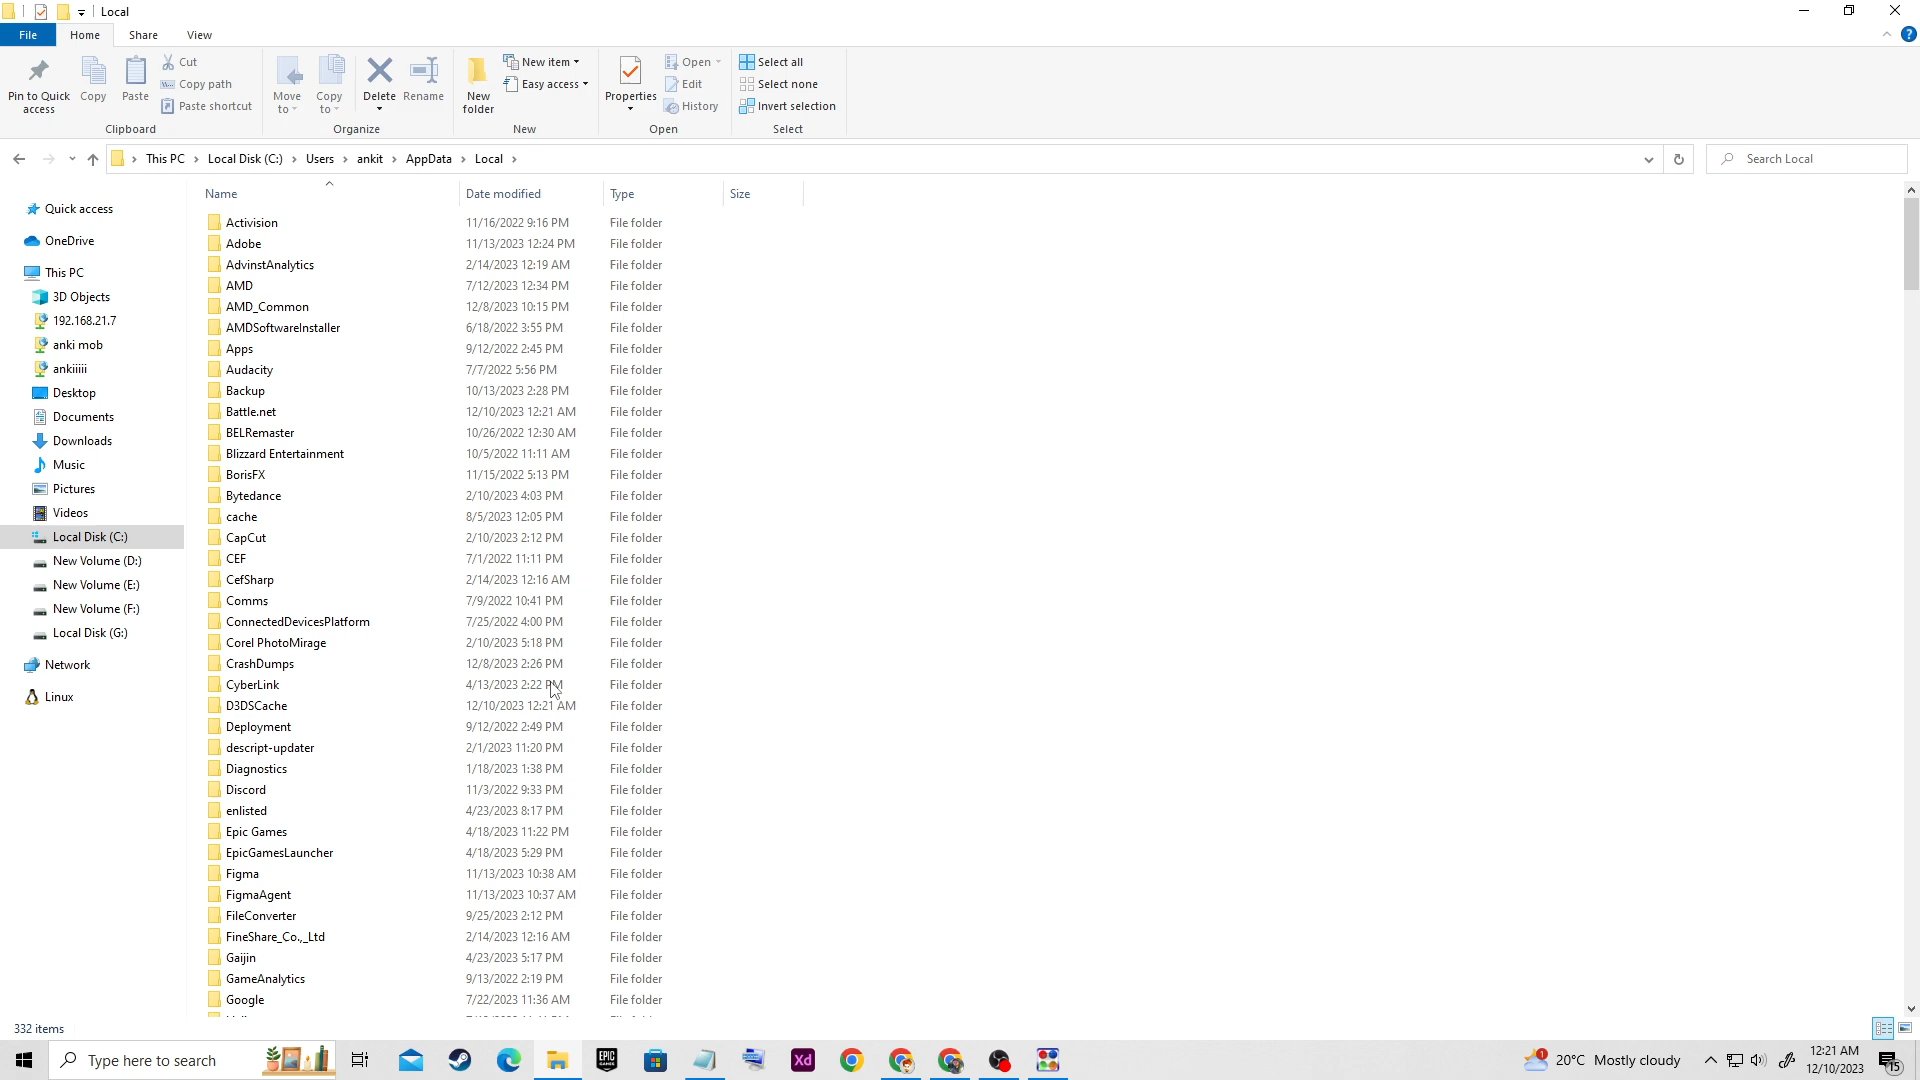 Local
File Home Share View
Pin to Quick access
Copy
Paste
Cut
Copy path
Paste shortcut
Clipboard
Move to
Copy to
Delete
Rename
Organize
New folder
New item
Easy access
New
Properties
Open
Edit
History
Open
Select all
Select none
Invert selection
Select
This PC Local Disk (C:) Users ankit AppData Local
Search Local
Quick access
OneDrive
This PC
3D Objects
192.168.21.7
anki mob
ankiiiii
Desktop
Documents
Downloads
Music
Pictures
Videos
Local Disk (C:)
New Volume (D:)
New Volume (E:)
New Volume (F:)
Local Disk (G:)
Network
Linux
Name Date modified Type Size
Activision 11/16/2022 9:16 PM File folder
Adobe 11/13/2023 12:24 PM File folder
AdvinstAnalytics 2/14/2023 12:19 AM File folder
AMD 7/12/2023 12:34 PM File folder
AMD_Common 12/8/2023 10:15 PM File folder
AMDSoftwareInstaller 6/18/2022 3:55 PM File folder
Apps 9/12/2022 2:45 PM File folder
Audacity 7/7/2022 5:56 PM File folder
Backup 10/13/2023 2:28 PM File folder
Battle.net 12/10/2023 12:21 AM File folder
BELRemaster 10/26/2022 12:30 AM File folder
Blizzard Entertainment 10/5/2022 11:11 AM File folder
BorisFX 11/15/2022 5:13 PM File folder
Bytedance 2/10/2023 4:03 PM File folder
cache 8/5/2023 12:05 PM File folder
CapCut 2/10/2023 2:12 PM File folder
CEF 7/1/2022 11:11 PM File folder
CefSharp 2/14/2023 12:16 AM File folder
Comms 7/9/2022 10:41 PM File folder
ConnectedDevicesPlatform 7/25/2022 4:00 PM File folder
Corel PhotoMirage 2/10/2023 5:18 PM File folder
CrashDumps 12/8/2023 2:26 PM File folder
CyberLink 4/13/2023 2:22 PM File folder
D3DSCache 12/10/2023 12:21 AM File folder
Deployment 9/12/2022 2:49 PM File folder
descript-updater 2/1/2023 11:20 PM File folder
Diagnostics 1/18/2023 1:38 PM File folder
Discord 11/3/2022 9:33 PM File folder
enlisted 4/23/2023 8:17 PM File folder
Epic Games 4/18/2023 11:22 PM File folder
EpicGamesLauncher 4/18/2023 5:29 PM File folder
Figma 11/13/2023 10:38 AM File folder
FigmaAgent 11/13/2023 10:37 AM File folder
FileConverter 9/25/2023 2:12 PM File folder
FineShare_Co.,_Ltd 2/14/2023 12:16 AM File folder
Gaijin 4/23/2023 5:17 PM File folder
GameAnalytics 9/13/2022 2:19 PM File folder
Google 7/22/2023 11:36 AM File folder
332 items
Type here to search
EPIC GAMES
Xd
1
20°C Mostly cloudy
12:21 AM
12/10/2023
15